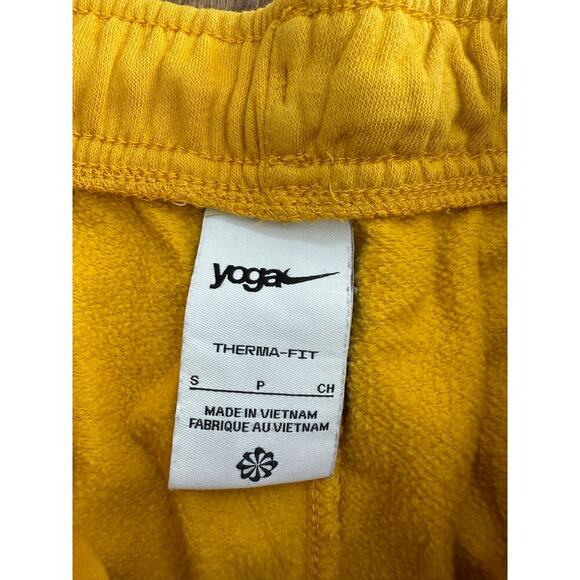 yoga
THERMA-FIT
S P CH
MADE IN VIETNAM
FABRIQUE AU VIETNAM